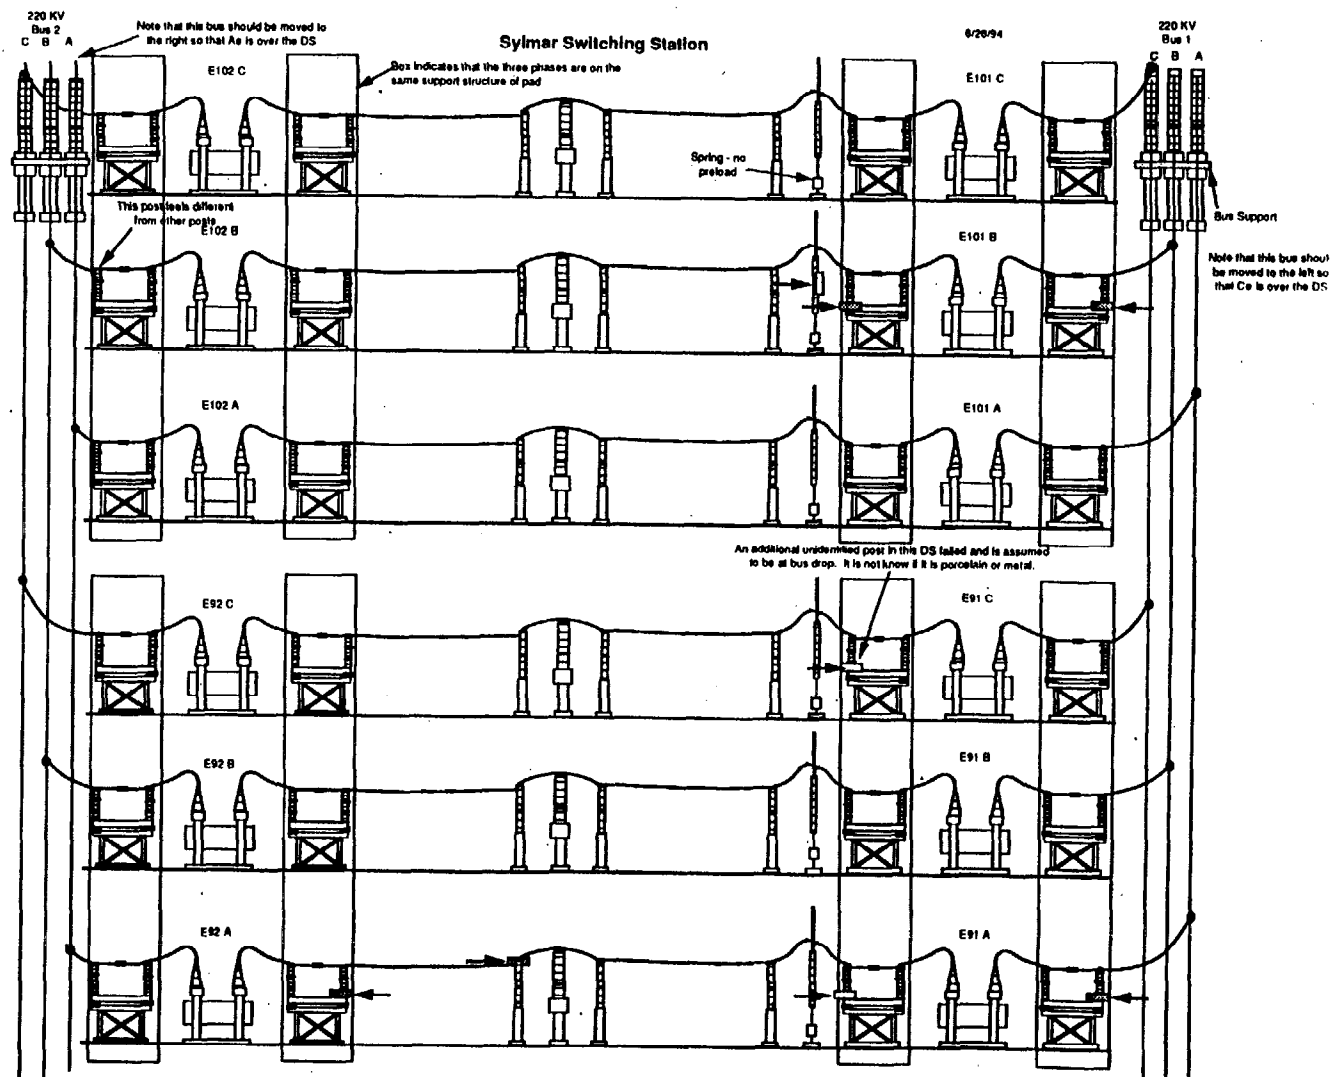 220 KV
Bus 2
C B A
Note that this bus should be moved to
the right so that Ae is over the DS
Sylmar Switching Station
6/28/94
220 KV
Bus 1
C B A
E102 C
Box indicates that the three phases are on the
same support structure of pad
E101 C
Spring - no
preload
This post feels different
from other posts
E102 B
E101 B
Bus Support
Note that this bus shoul
be moved to the left so
that Ce is over the DS
E102 A
E101 A
An additional unidentified post in this DS failed and is assumed
to be at bus drop. It is not know if it is porcelain or metal.
E92 C
E91 C
E92 B
E91 B
E92 A
E91 A